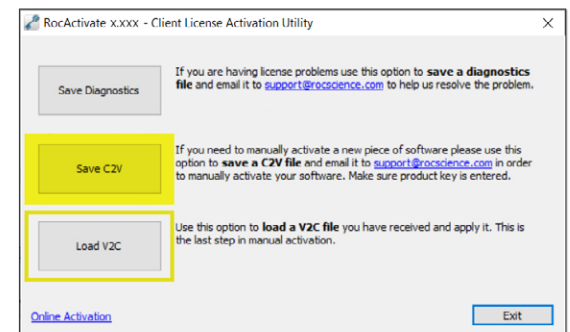 RocActivate x.xxx - Client License Activation Utility
Save Diagnostics
If you are having license problems use this option to save a diagnostics
file and email it to support@rocscience.com to help us resolve the problem.
Save C2V
If you need to manually activate a new piece of software please use this
option to save a C2V file and email it to support@rocscience.com in order
to manually activate your software. Make sure product key is entered.
Load V2C
Use this option to load a V2C file you have received and apply it. This is
the last step in manual activation.
Online Activation
Exit